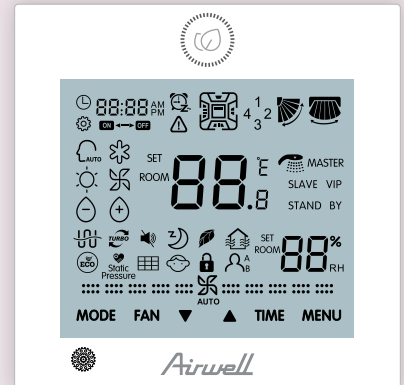 88:88 AM PM
ON OFF
4 1 2 3
AUTO
SET ROOM 88.8 °C/F
MASTER
SLAVE VIP
STAND BY
TURBO
SET ROOM 88% RH
ECO
Static Pressure
A B
AUTO
MODE FAN ▼ ▲ TIME MENU
Airwell